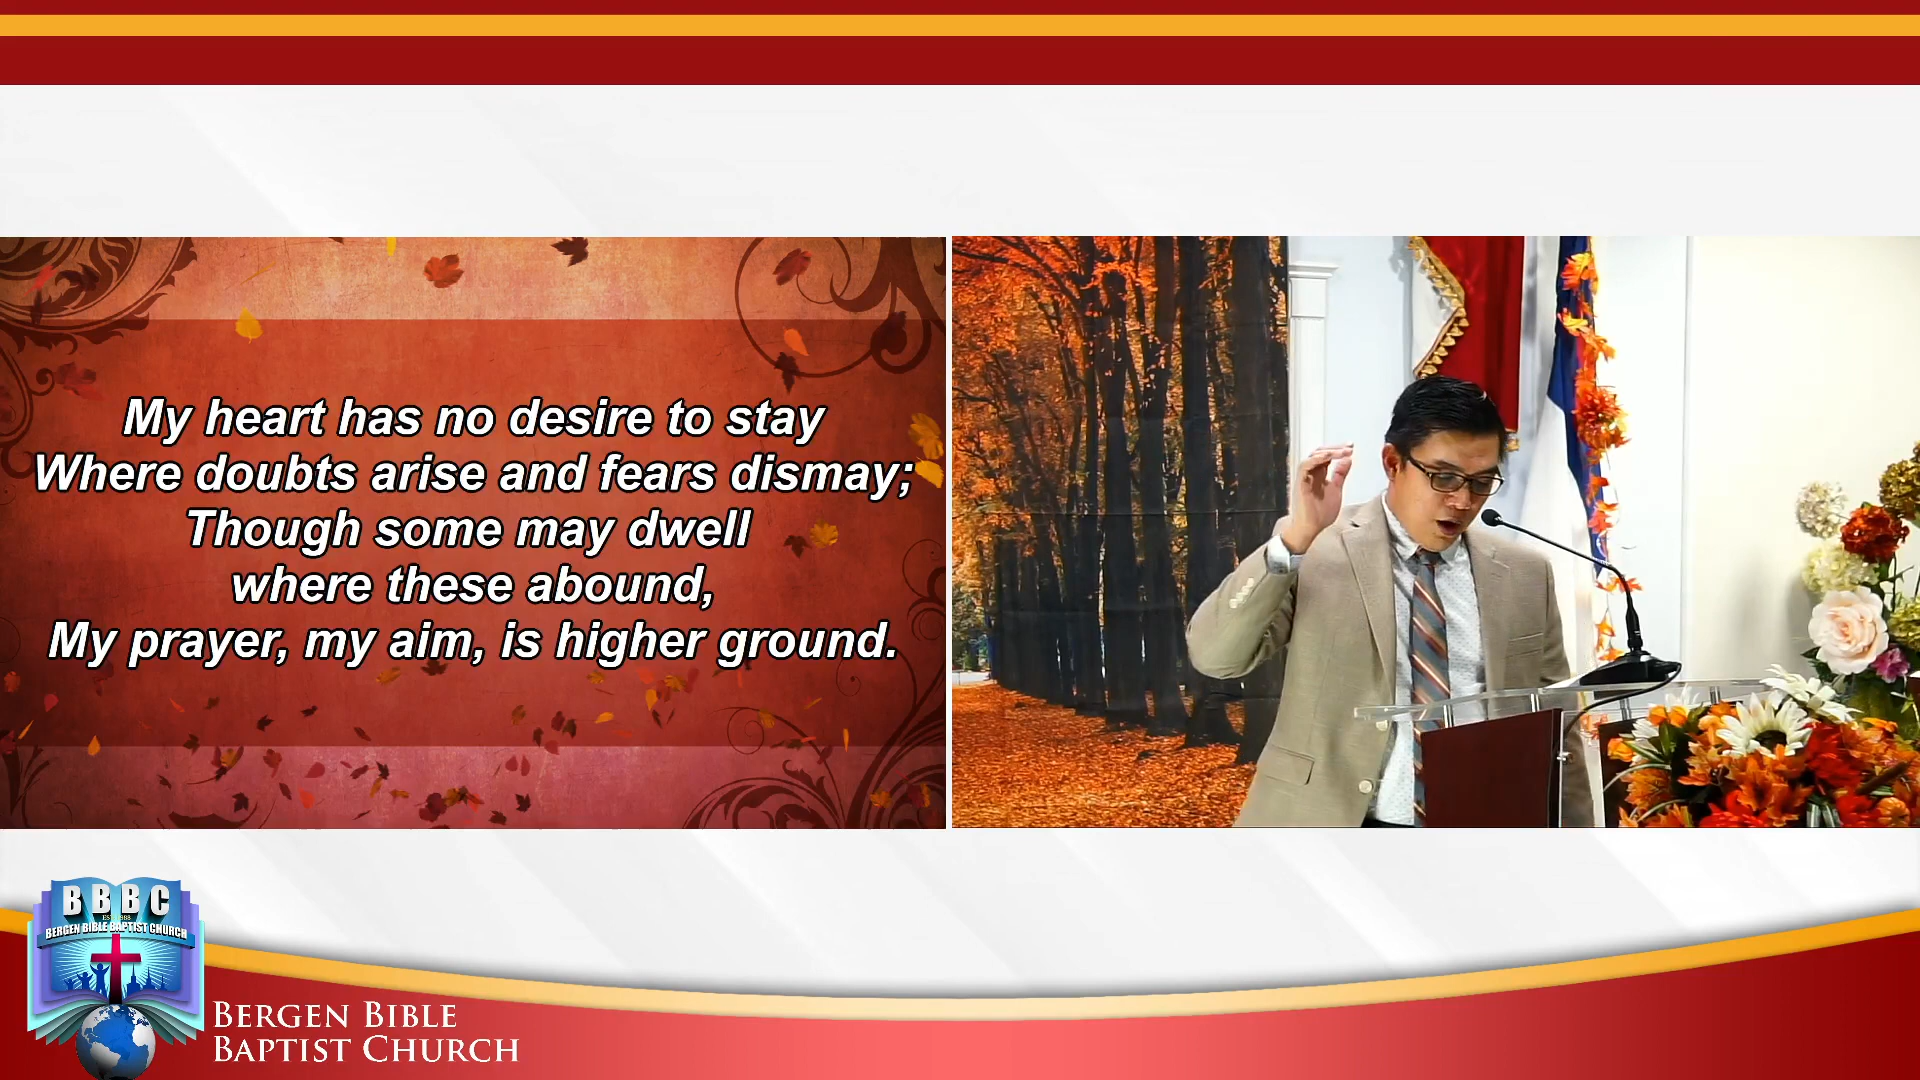 My heart has no desire to stay
Where doubts arise and fears dismay;
Though some may dwell
where these abound,
My prayer, my aim, is higher ground.
BBBC
BERGEN BIBLE BAPTIST CHURCH
BERGEN BIBLE
BAPTIST CHURCH